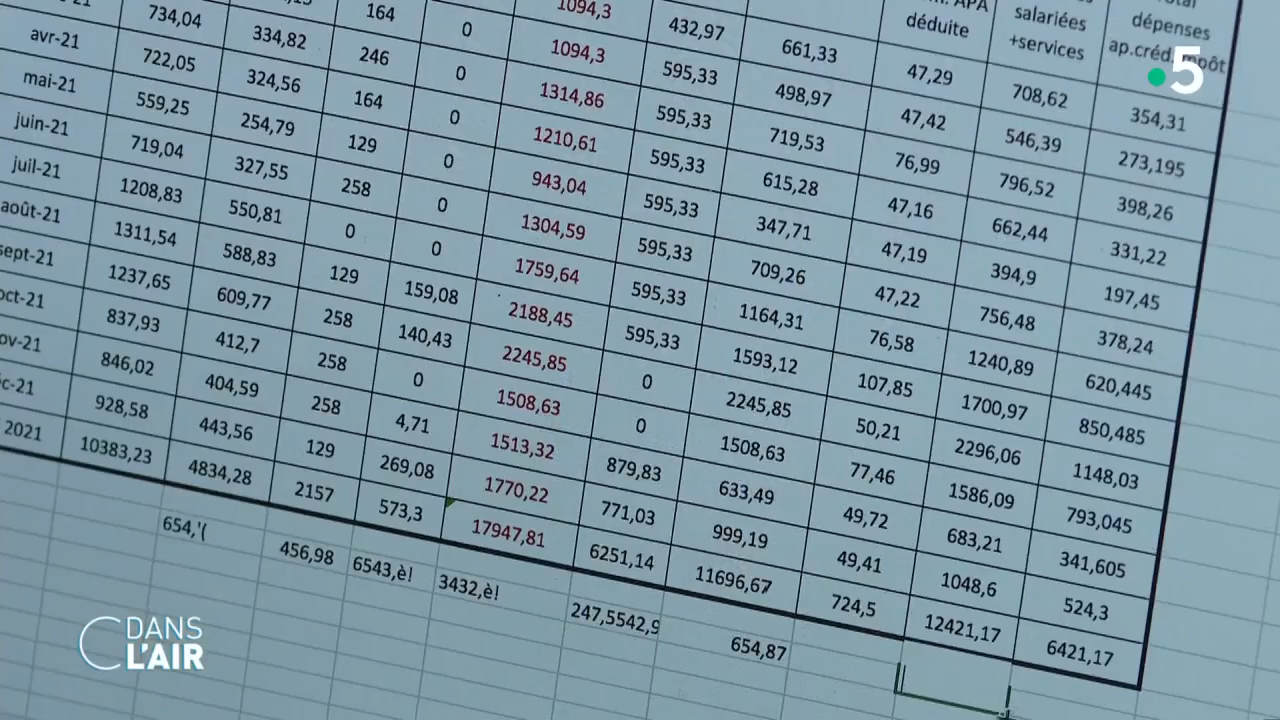 APA déduite
salariées +services
dépenses ap.créd.
1094,3 432,97 661,33 47,29 708,62 354,31
164 0 1094,3 595,33 498,97 47,42 546,39 273,195
734,04 334,82 246 0 1314,86 595,33 719,53 76,99 796,52 398,26
avr-21 722,05 324,56 164 0 1210,61 595,33 615,28 47,16 662,44 331,22
mai-21 559,25 254,79 129 0 943,04 595,33 347,71 47,19 394,9 197,45
juin-21 719,04 327,55 258 0 1304,59 595,33 709,26 47,22 756,48 378,24
juil-21 1208,83 550,81 0 0 1759,64 595,33 1164,31 76,58 1240,89 620,445
août-21 1311,54 588,83 129 159,08 2188,45 595,33 1593,12 107,85 1700,97 850,485
sept-21 1237,65 609,77 258 140,43 2245,85 0 2245,85 50,21 2296,06 1148,03
oct-21 837,93 412,7 258 0 1508,63 0 1508,63 77,46 1586,09 793,045
ov-21 846,02 404,59 258 4,71 1513,32 879,83 633,49 49,72 683,21 341,605
c-21 928,58 443,56 129 269,08 1770,22 771,03 999,19 49,41 1048,6 524,3
2021 10383,23 4834,28 2157 573,3 17947,81 6251,14 11696,67 724,5 12421,17 6421,17
654,'( 456,98 6543,è! 3432,è! 247,5542,9 654,87
5
C DANS L'AIR